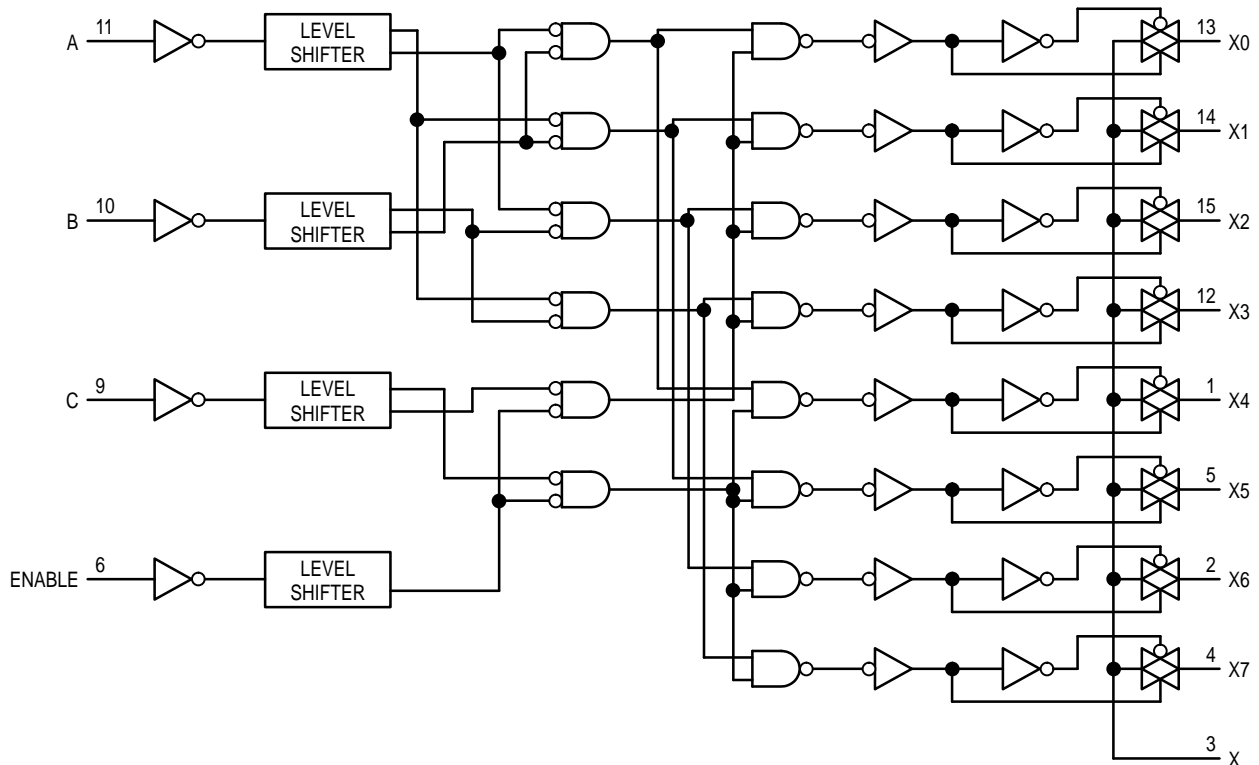 A 11 LEVEL SHIFTER 13 X0
14 X1
B 10 LEVEL SHIFTER 15 X2
12 X3
C 9 LEVEL SHIFTER 1 X4
5 X5
ENABLE 6 LEVEL SHIFTER 2 X6
4 X7
3 X